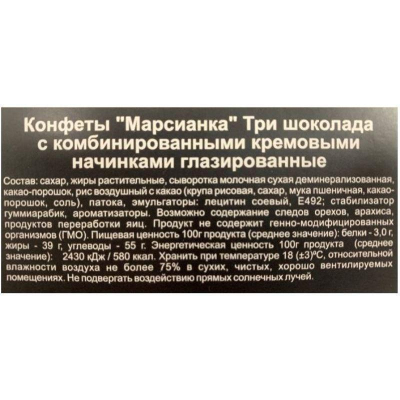 Конфеты "Марсианка" Три шоколада
с комбинированными кремовыми
начинками глазированные
Состав: сахар, жиры растительные, сыворотка молочная сухая деминерализованная,
какао-порошок, рис воздушный с какао (крупа рисовая, сахар, мука пшеничная, какао-
порошок, соль), патока, эмульгаторы: лецитин соевый, Е492; стабилизатор
гуммиарабик, ароматизаторы. Возможно содержание следов орехов, арахиса,
продуктов переработки яиц. Продукт не содержит генно-модифицированных
организмов (ГМО). Пищевая ценность 100г продукта (среднее значение): белки - 3,0 г,
жиры - 39 г, углеводы - 55 г. Энергетическая ценность 100г продукта (среднее
значение): 2430 кДж / 580 ккал. Хранить при температуре 18 (±3)ºС, относительной
влажности воздуха не более 75% в сухих, чистых, хорошо вентилируемых
помещениях. Не подвергать воздействию прямых солнечных лучей.